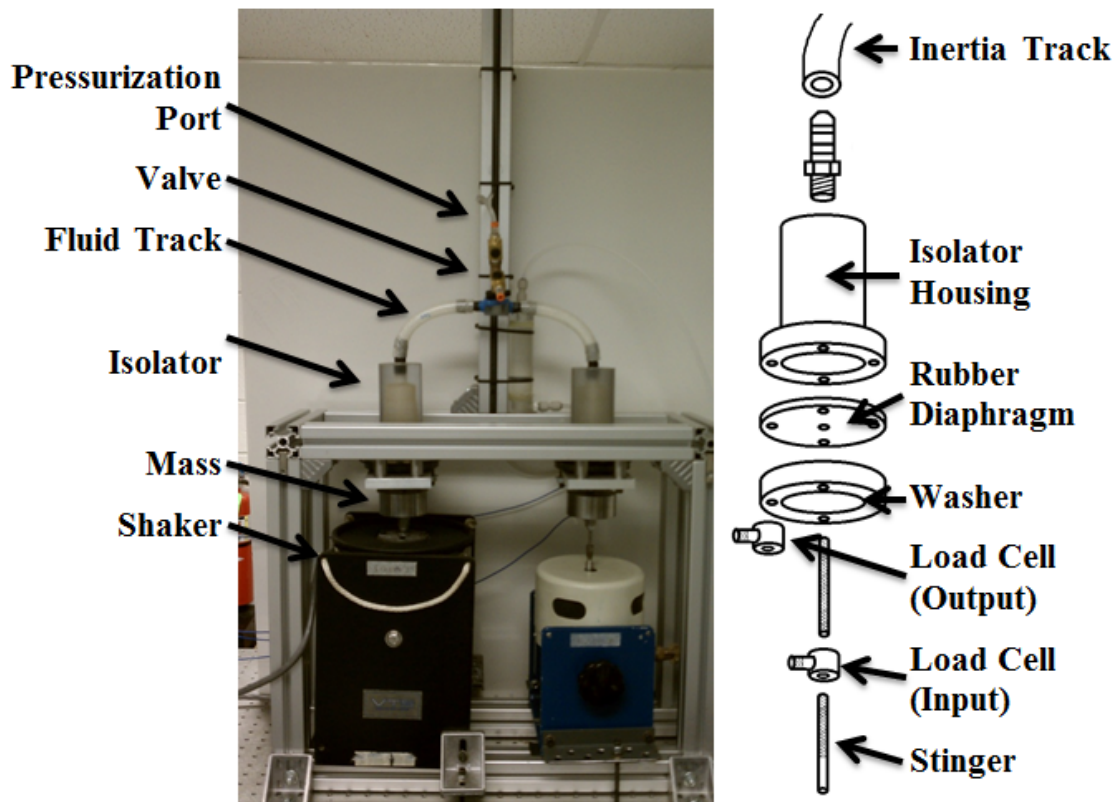 Pressurization
Port
Valve
Fluid Track
Isolator
Mass
Shaker
Inertia Track
Isolator
Housing
Rubber
Diaphragm
Washer
Load Cell
(Output)
Load Cell
(Input)
Stinger